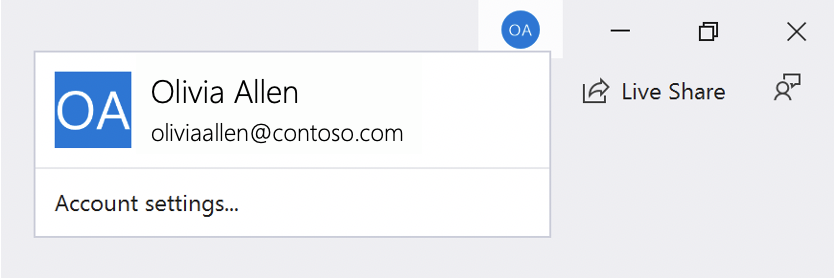 OA
OA
Olivia Allen
oliviaallen@contoso.com
Live Share
Account settings...